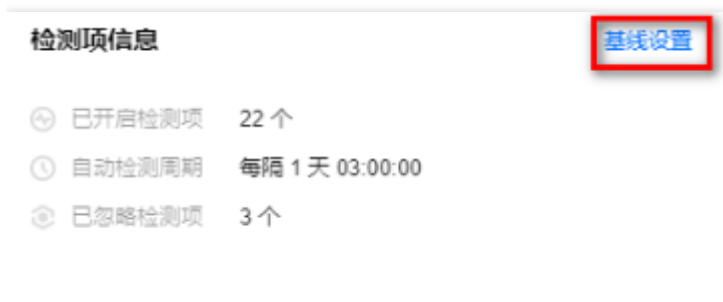 检测项信息 基线设置
已开启检测项 22 个
自动检测周期 每隔 1 天 03:00:00
已忽略检测项 3 个